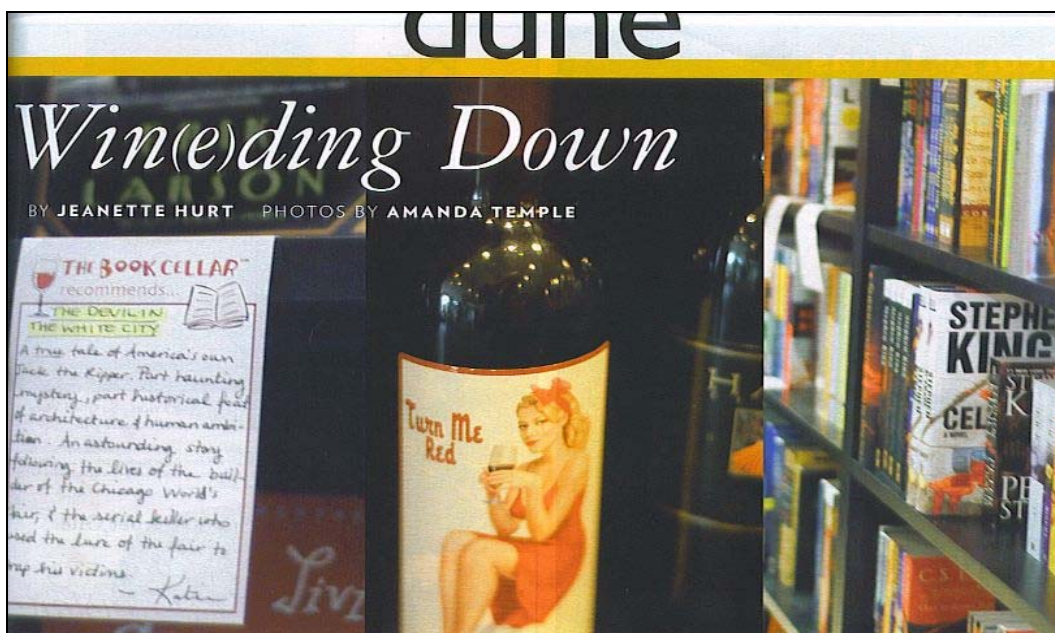 dune
Win(e)ding Down
BY JEANETTE HURT PHOTOS BY AMANDA TEMPLE
LARSON
THE BOOK CELLAR™
recommends...
THE DEVIL IN
THE WHITE CITY
A true tale of America's own
Jack the Ripper. Part haunting
mystery, part historical feat
of architecture & human ambi-
tion. An astounding story
following the lives of the buil-
der of the Chicago World's
fair, & the serial killer who
used the lure of the fair to
trap his victims.
~ Katie
Turn Me
Red
H
STEPHE
KING
CELL
A NOVEL
K
PE
ST